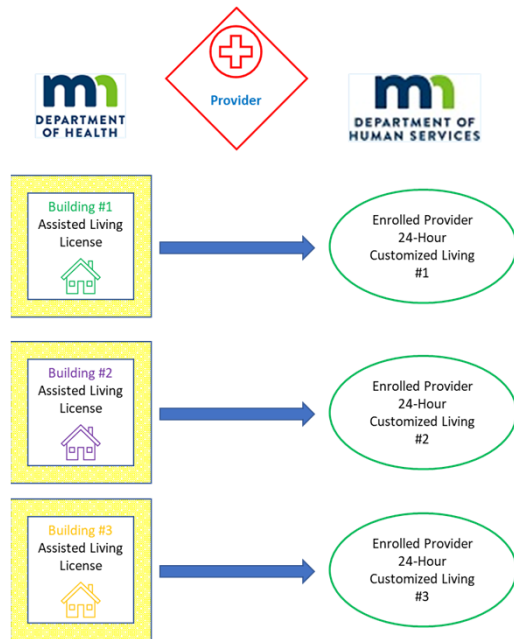 mn
DEPARTMENT
OF HEALTH
Provider
mn
DEPARTMENT OF
HUMAN SERVICES
Building #1
Assisted Living
License
Enrolled Provider
24-Hour
Customized Living
#1
Building #2
Assisted Living
License
Enrolled Provider
24-Hour
Customized Living
#2
Building #3
Assisted Living
License
Enrolled Provider
24-Hour
Customized Living
#3